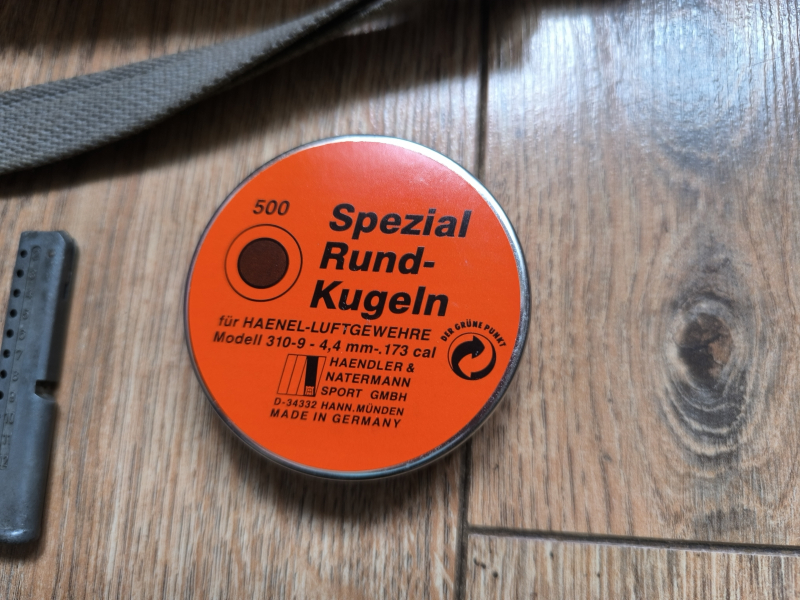 500
Spezial
Rund-
Kugeln
für HAENEL-LUFTGEWEHRE
Modell 310-9 - 4,4 mm-.173 cal
DER GRÜNE PUNKT
HAENDLER &
NATERMANN
SPORT GMBH
D-34332 HANN.MÜNDEN
MADE IN GERMANY